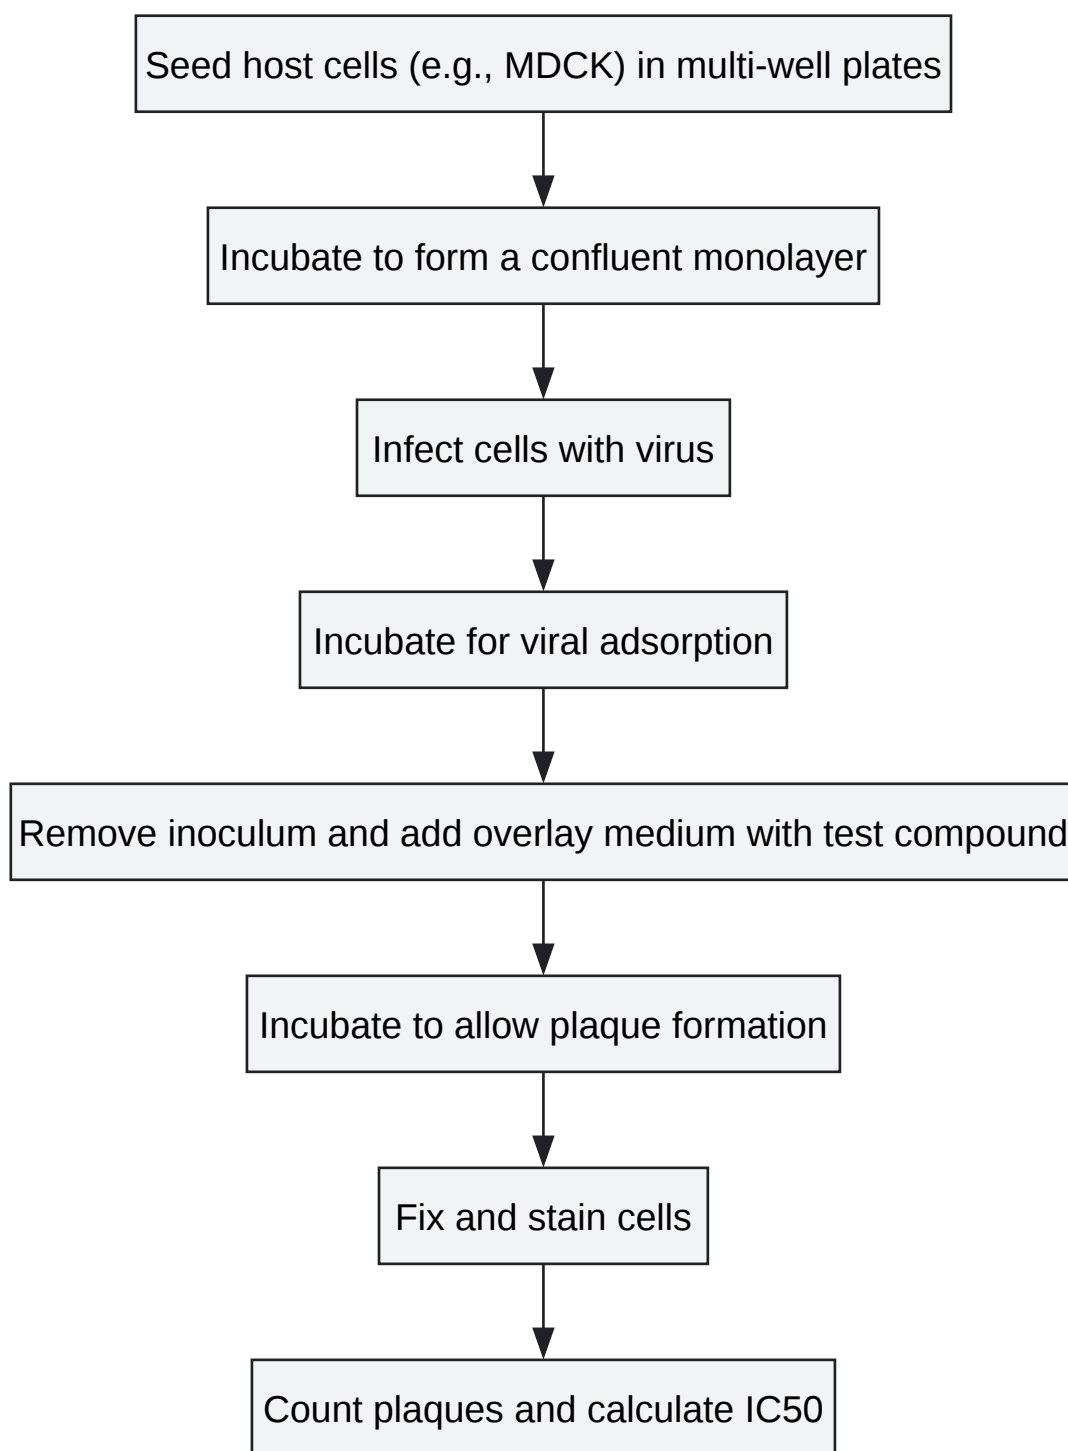 Seed host cells (e.g., MDCK) in multi-well plates
Incubate to form a confluent monolayer
Infect cells with virus
Incubate for viral adsorption
Remove inoculum and add overlay medium with test compound
Incubate to allow plaque formation
Fix and stain cells
Count plaques and calculate IC50